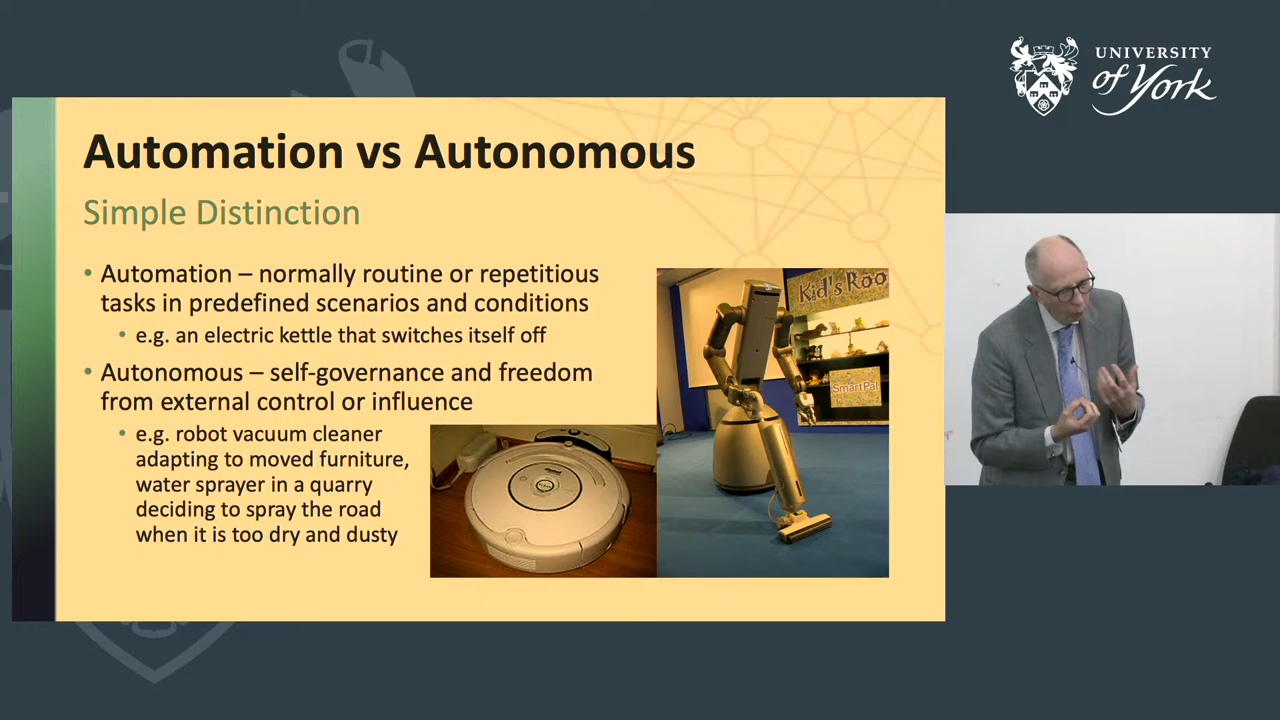 UNIVERSITY
of York
Automation vs Autonomous
Simple Distinction
• Automation – normally routine or repetitious
tasks in predefined scenarios and conditions
• e.g. an electric kettle that switches itself off
• Autonomous – self-governance and freedom
from external control or influence
• e.g. robot vacuum cleaner
adapting to moved furniture,
water sprayer in a quarry
deciding to spray the road
when it is too dry and dusty
Kid's Roo
SmartPal